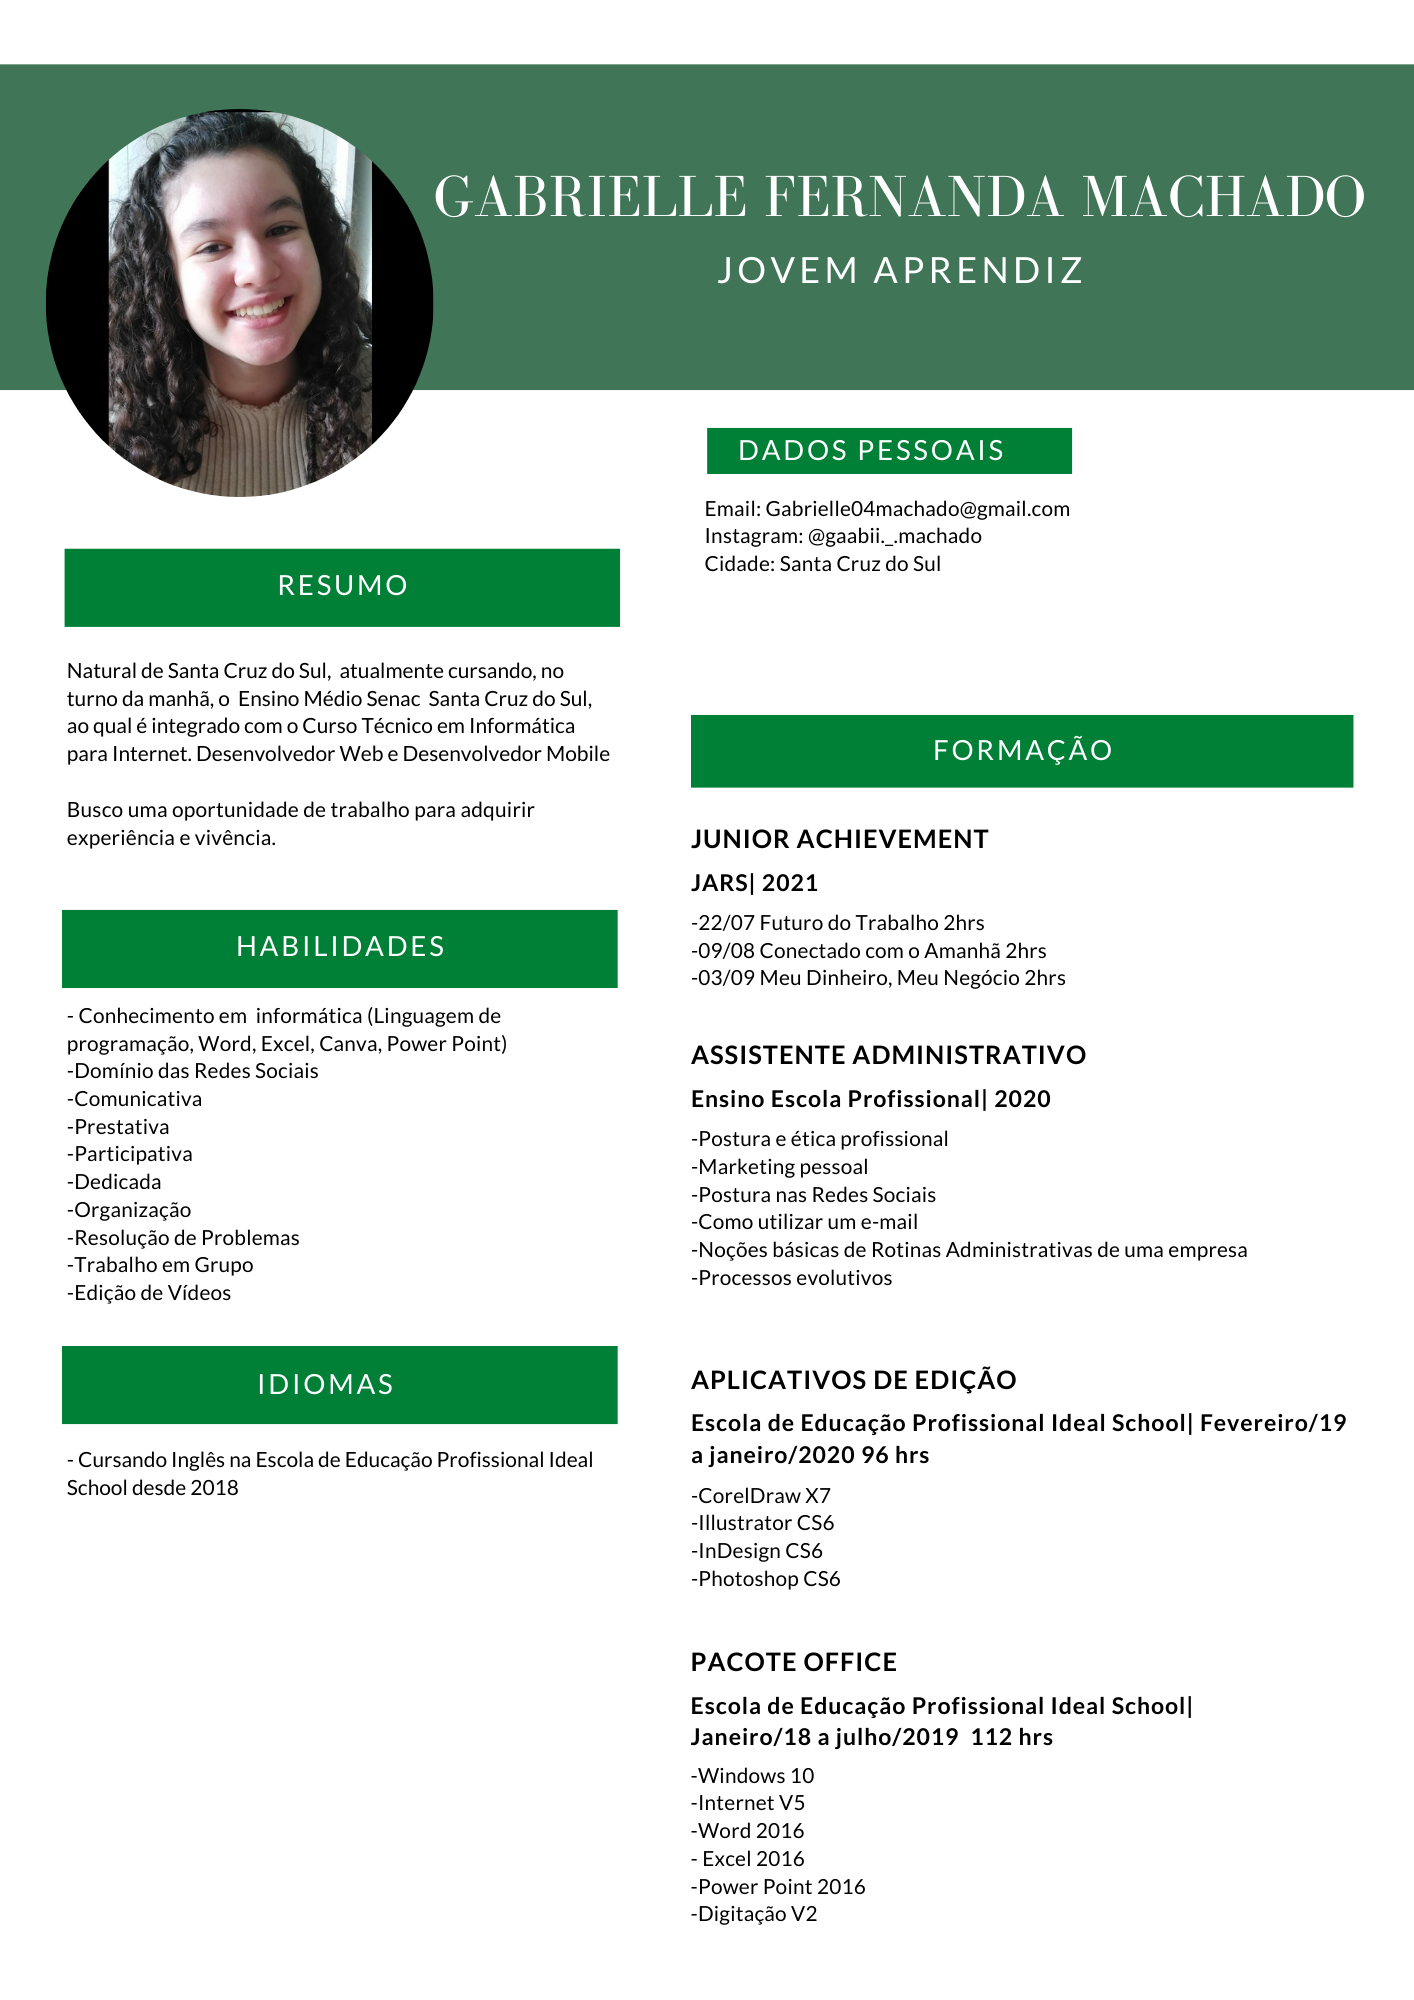 GABRIELLE FERNANDA MACHADO
JOVEM APRENDIZ
DADOS PESSOAIS
Email: Gabrielle04machado@gmail.com
Instagram: @gaabii._.machado
Cidade: Santa Cruz do Sul
RESUMO
Natural de Santa Cruz do Sul,  atualmente cursando, no
turno da manhã, o  Ensino Médio Senac  Santa Cruz do Sul,
ao qual é integrado com o Curso Técnico em Informática
para Internet. Desenvolvedor Web e Desenvolvedor Mobile
Busco uma oportunidade de trabalho para adquirir
experiência e vivência.
HABILIDADES
- Conhecimento em  informática (Linguagem de
programação, Word, Excel, Canva, Power Point)
-Domínio das Redes Sociais
-Comunicativa
-Prestativa
-Participativa
-Dedicada
-Organização
-Resolução de Problemas
-Trabalho em Grupo
-Edição de Vídeos
IDIOMAS
- Cursando Inglês na Escola de Educação Profissional Ideal
School desde 2018
FORMAÇÃO
JUNIOR ACHIEVEMENT
JARS| 2021
-22/07 Futuro do Trabalho 2hrs
-09/08 Conectado com o Amanhã 2hrs
-03/09 Meu Dinheiro, Meu Negócio 2hrs
ASSISTENTE ADMINISTRATIVO
Ensino Escola Profissional| 2020
-Postura e ética profissional
-Marketing pessoal
-Postura nas Redes Sociais
-Como utilizar um e-mail
-Noções básicas de Rotinas Administrativas de uma empresa
-Processos evolutivos
APLICATIVOS DE EDIÇÃO
Escola de Educação Profissional Ideal School| Fevereiro/19
a janeiro/2020 96 hrs
-CorelDraw X7
-Illustrator CS6
-InDesign CS6
-Photoshop CS6
PACOTE OFFICE
Escola de Educação Profissional Ideal School|
Janeiro/18 a julho/2019  112 hrs
-Windows 10
-Internet V5
-Word 2016
- Excel 2016
-Power Point 2016
-Digitação V2